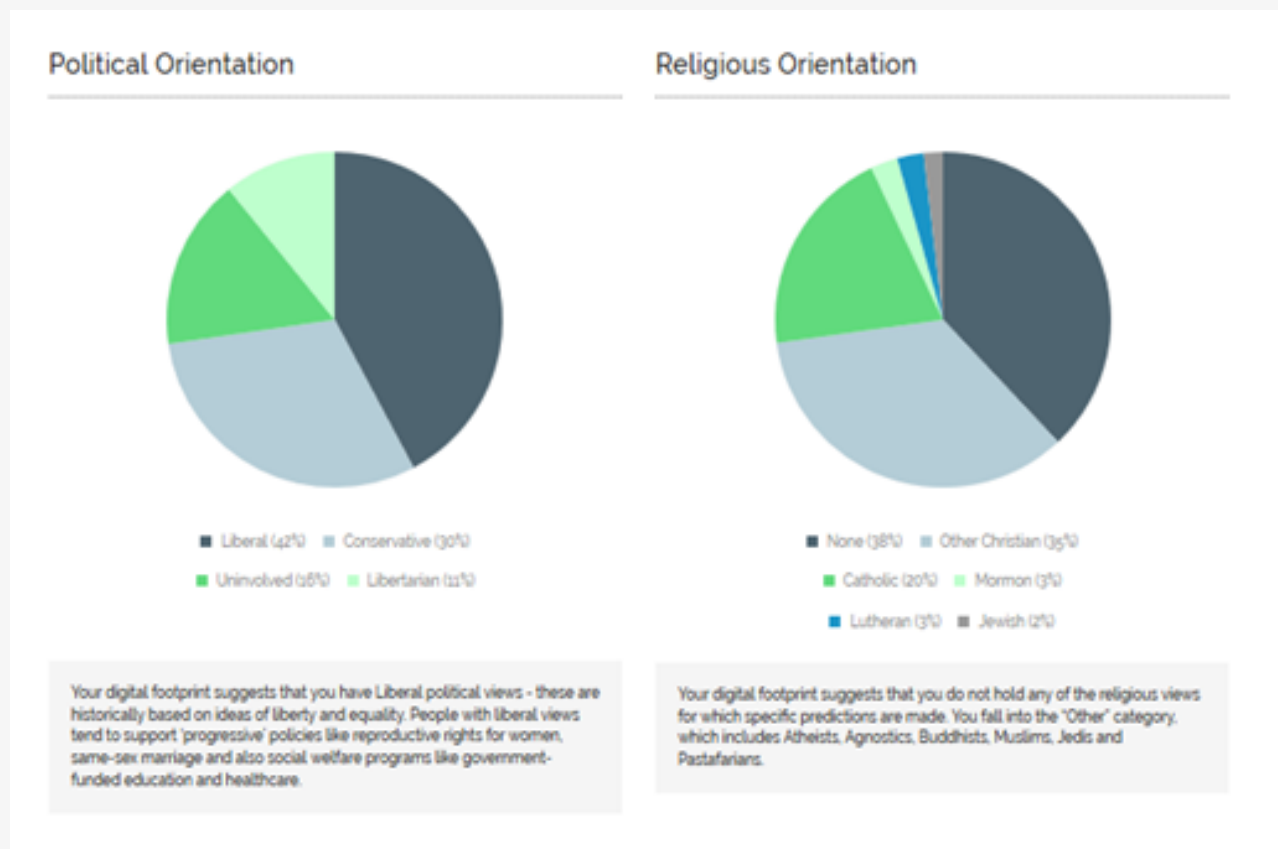 Political Orientation
Religious Orientation
Liberal (42%) Conservative (30%)
Uninvolved (16%) Libertarian (11%)
None (38%) Other Christian (35%)
Catholic (20%) Mormon (3%)
Lutheran (3%) Jewish (2%)
Your digital footprint suggests that you have Liberal political views - these are
historically based on ideas of liberty and equality. People with liberal views
tend to support 'progressive' policies like reproductive rights for women,
same-sex marriage and also social welfare programs like government-
funded education and healthcare.
Your digital footprint suggests that you do not hold any of the religious views
for which specific predictions are made. You fall into the "Other" category,
which includes Atheists, Agnostics, Buddhists, Muslims, Jedis and
Pastafarians.